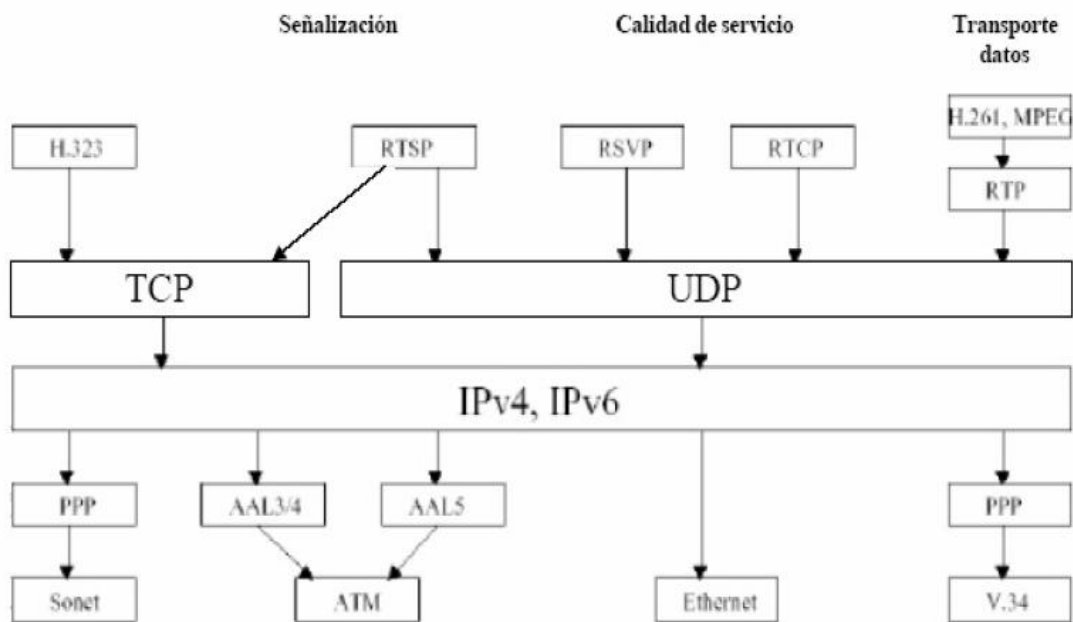 Señalización
Calidad de servicio
Transporte
datos
H.323
RTSP
RSVP
RTCP
H.261, MPEG
RTP
TCP
UDP
IPv4, IPv6
PPP
AAL3/4
AAL5
PPP
Sonet
ATM
Ethernet
V.34